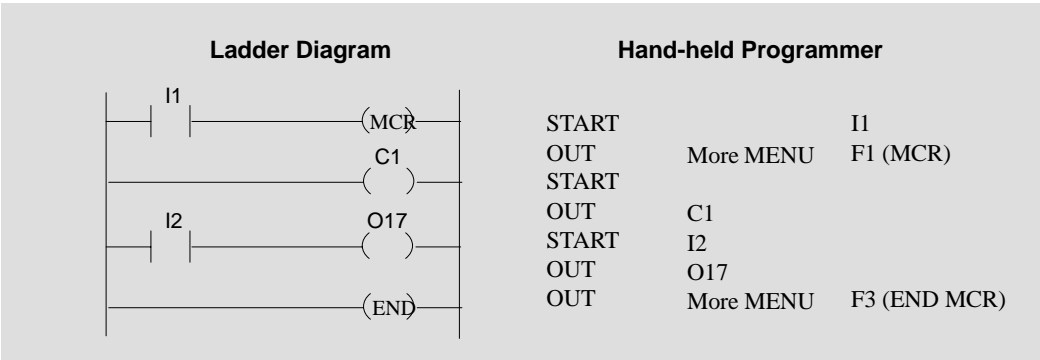 Ladder Diagram
I1
(MCR)
C1
( )
I2
O17
( )
(END)
Hand-held Programmer
START I1
OUT More MENU F1 (MCR)
START
OUT C1
START I2
OUT O17
OUT More MENU F3 (END MCR)